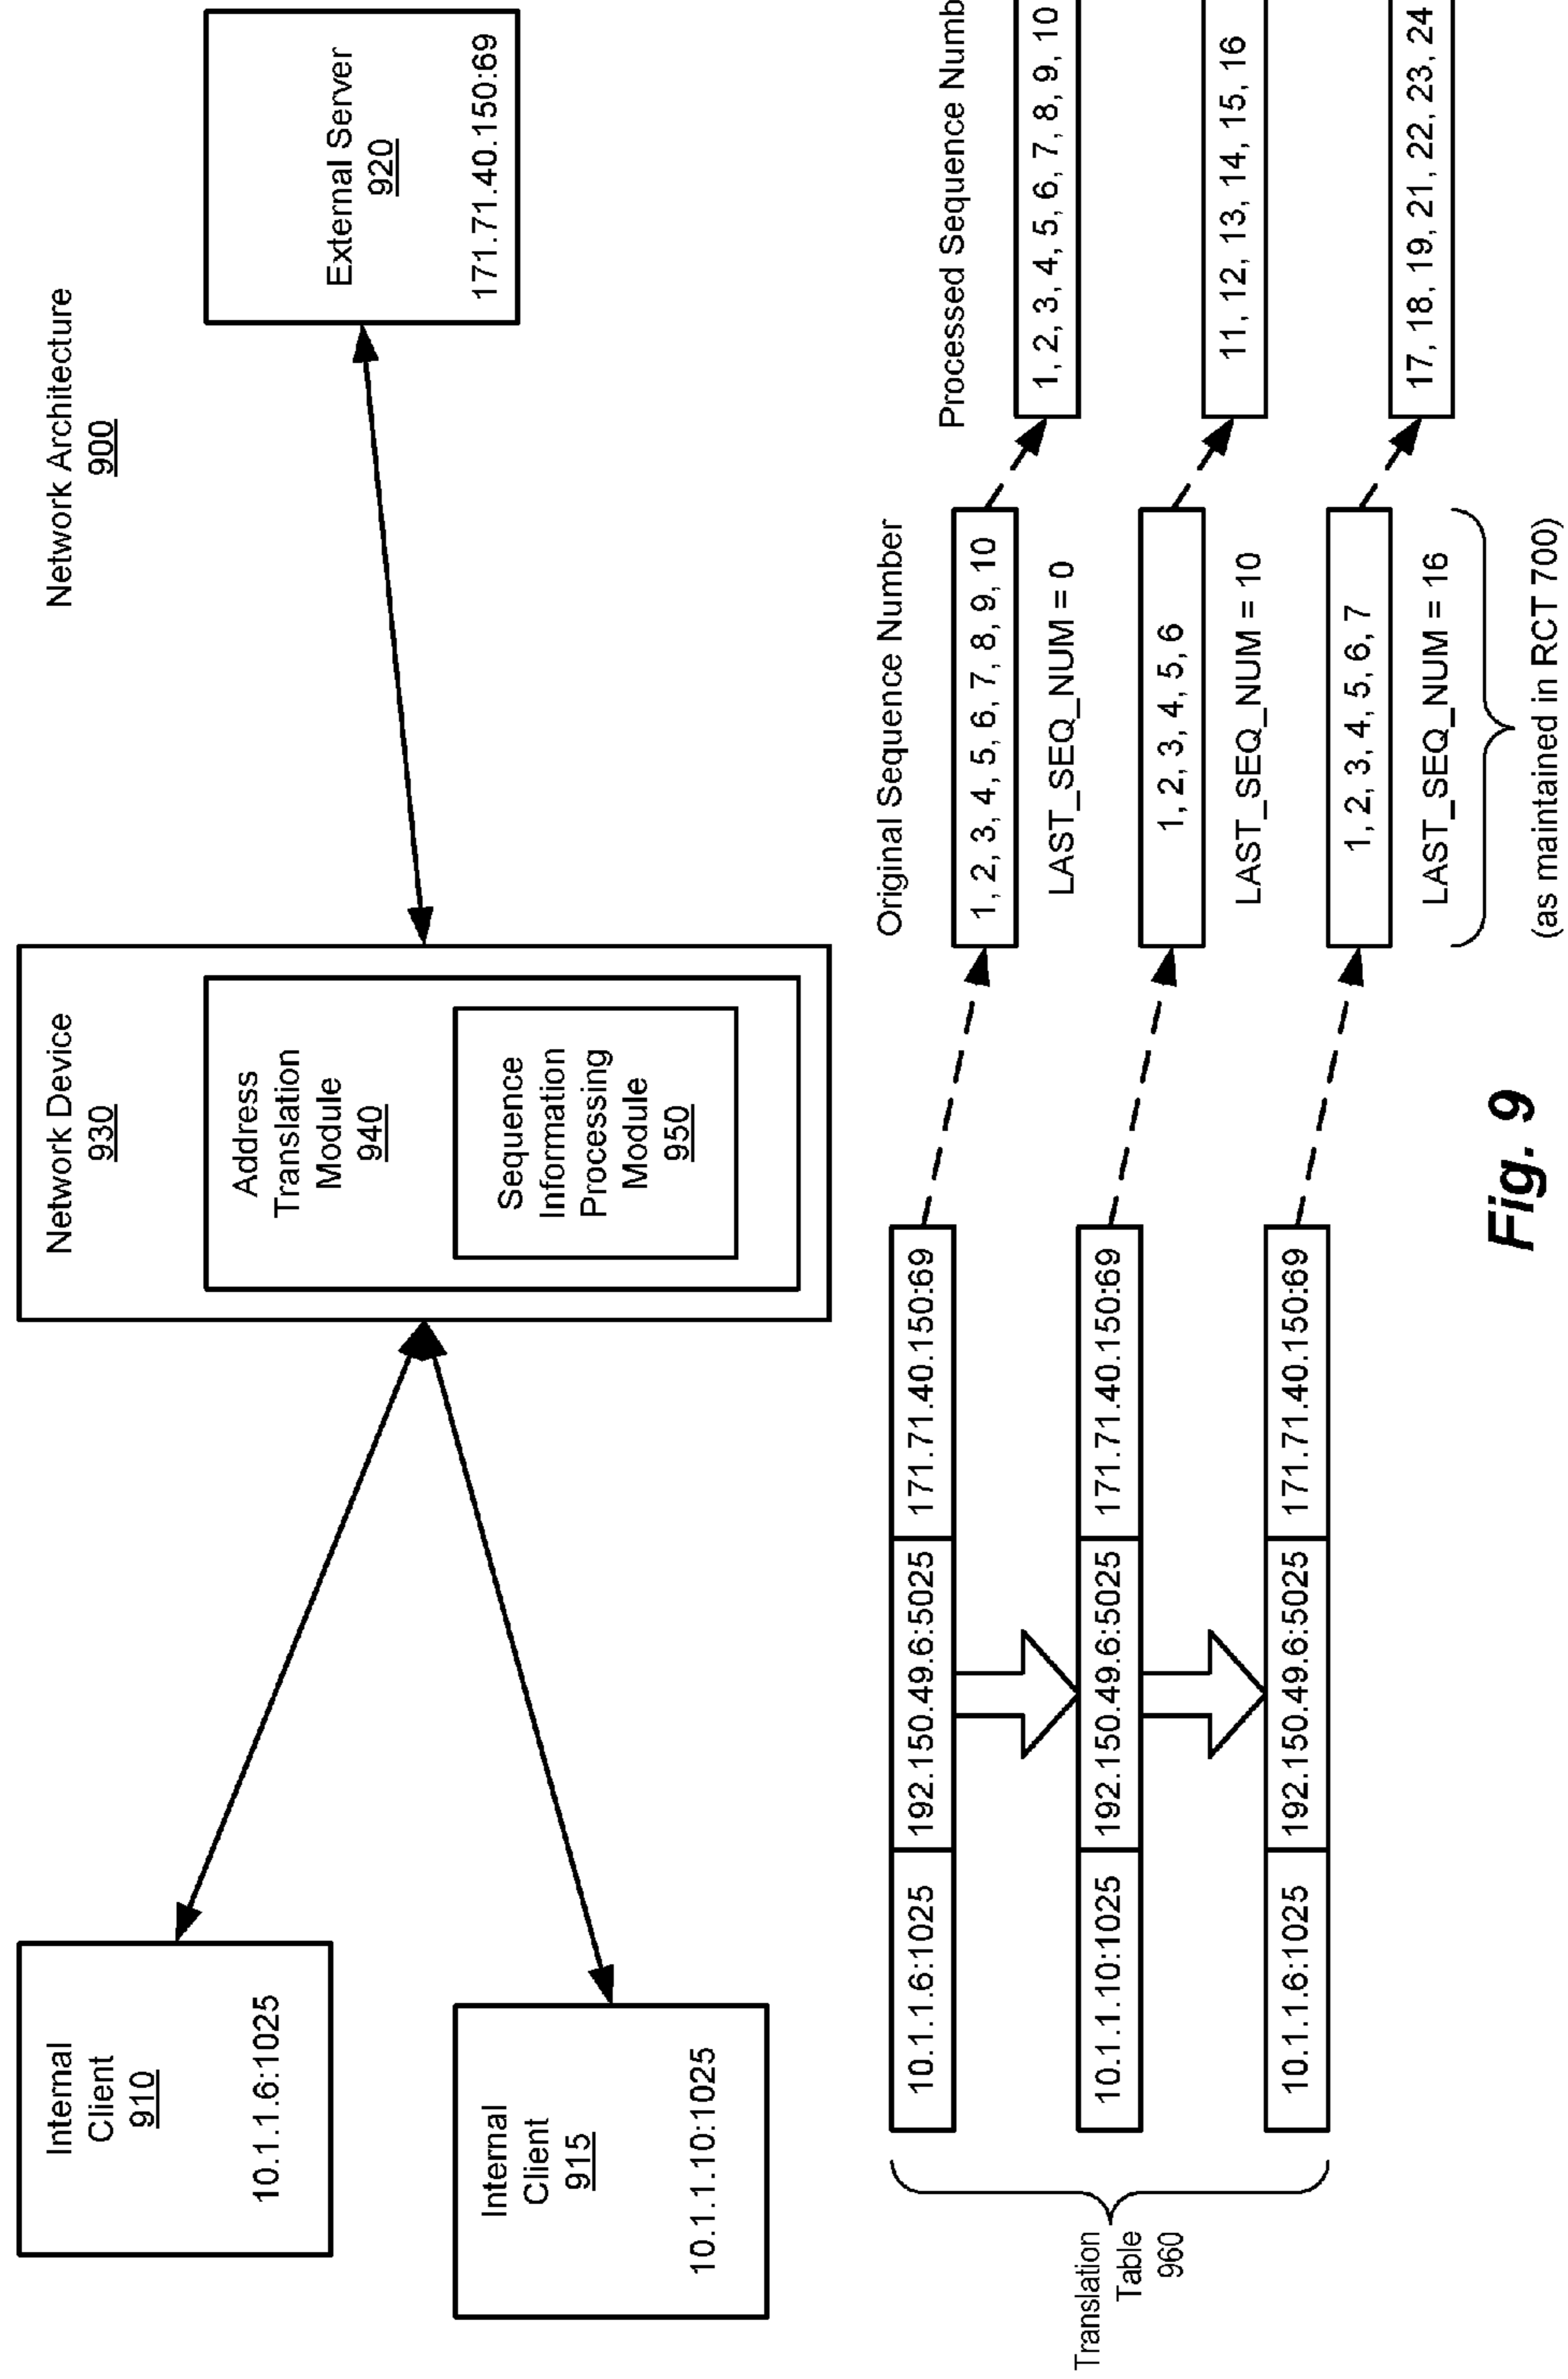 Network Architecture
900
Internal
Client
910
10.1.1.6:1025
Internal
Client
915
10.1.1.10:1025
Network Device
930
Address
Translation
Module
940
Sequence
Information
Processing
Module
950
External Server
920
171.71.40.150:69
Original Sequence Number
Processed Sequence Numb
Translation
Table
960
10.1.1.6:1025 192.150.49.6:5025 171.71.40.150:69
1, 2, 3, 4, 5, 6, 7, 8, 9, 10
1, 2, 3, 4, 5, 6, 7, 8, 9, 10
LAST_SEQ_NUM = 0
10.1.1.10:1025 192.150.49.6:5025 171.71.40.150:69
1, 2, 3, 4, 5, 6
11, 12, 13, 14, 15, 16
LAST_SEQ_NUM = 10
10.1.1.6:1025 192.150.49.6:5025 171.71.40.150:69
1, 2, 3, 4, 5, 6, 7
17, 18, 19, 21, 22, 23, 24
LAST_SEQ_NUM = 16
(as maintained in RCT 700)
Fig. 9